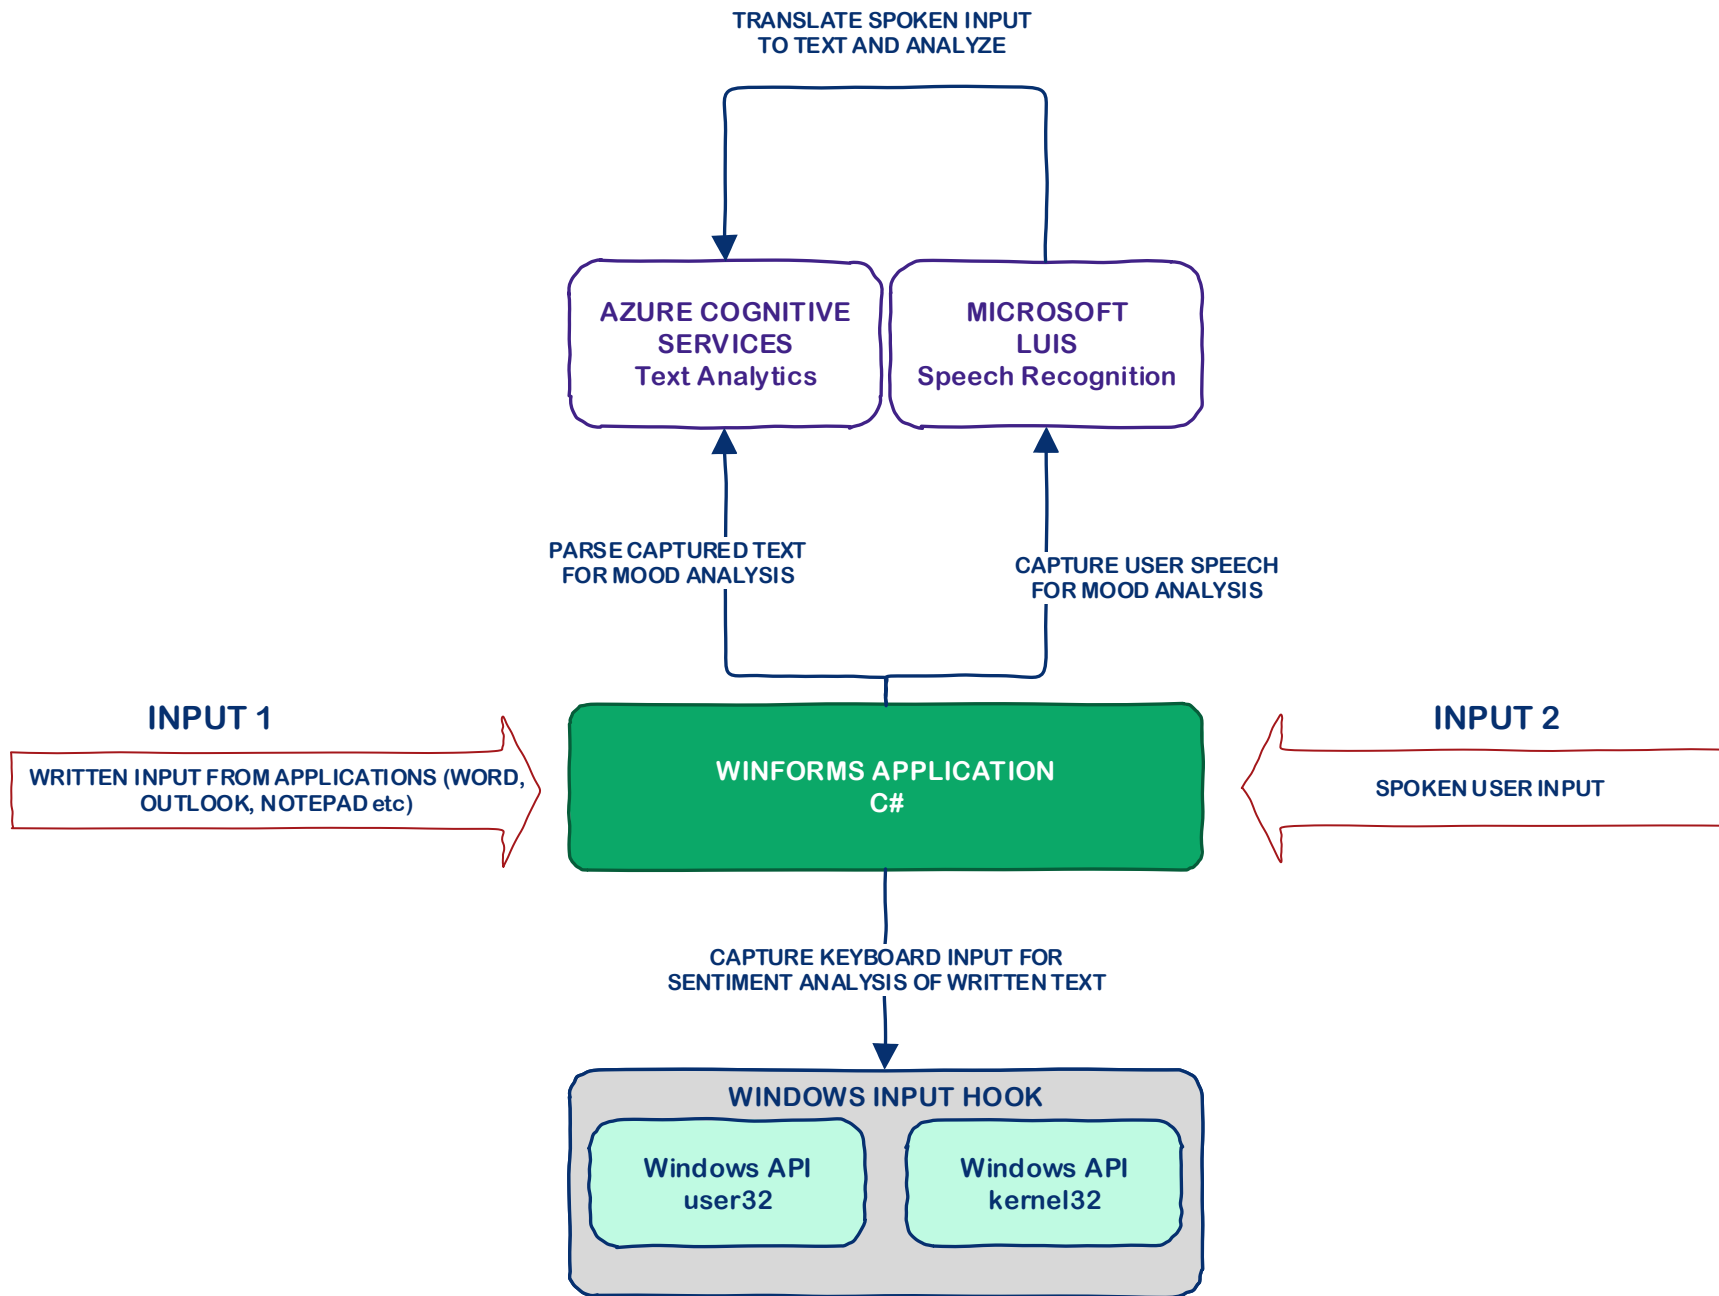 TRANSLATE SPOKEN INPUT
TO TEXT AND ANALYZE
AZURE COGNITIVE
SERVICES
Text Analytics
MICROSOFT
LUIS
Speech Recognition
PARSE CAPTURED TEXT
FOR MOOD ANALYSIS
CAPTURE USER SPEECH
FOR MOOD ANALYSIS
INPUT 1
WRITTEN INPUT FROM APPLICATIONS (WORD,
OUTLOOK, NOTEPAD etc)
WINFORMS APPLICATION
C#
INPUT 2
SPOKEN USER INPUT
CAPTURE KEYBOARD INPUT FOR
SENTIMENT ANALYSIS OF WRITTEN TEXT
WINDOWS INPUT HOOK
Windows API
user32
Windows API
kernel32